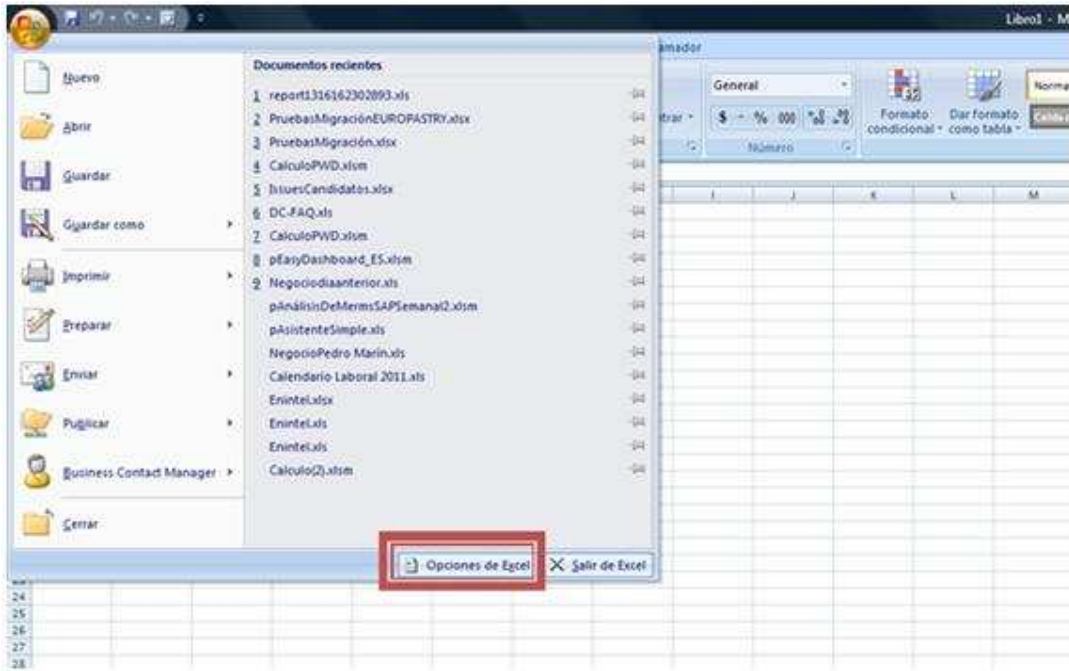 Libro1 - M
amador
Nuevo
Abrir
Guardar
Guardar como
Imprimir
Preparar
Enviar
Publicar
Business Contact Manager
Cerrar
Documentos recientes
1 report1316162302893.xls
2 PruebasMigraciónEUROPASTRY.xlsx
3 PruebasMigración.xlsx
4 CalculoPWD.xlsm
5 IssuesCandidatos.xlsx
6 DC-FAQ.xls
7 CalculoPWD.xlsm
8 pEasyDashboard_ES.xlsm
9 Negociodiaanterior.xls
pAnálisisDeMermsSAPSemanal2.xlsm
pAsistenteSimple.xls
NegocioPedro Marin.xls
Calendario Laboral 2011.xls
Enintel.xlsx
Enintel.xls
Enintel.xls
Calculo(2).xlsm
Opciones de Excel
Salir de Excel
trar
General
$ % 000
Número
Formato condicional
Dar formato como tabla
Norma
I J K L M
24
25
26
27
28